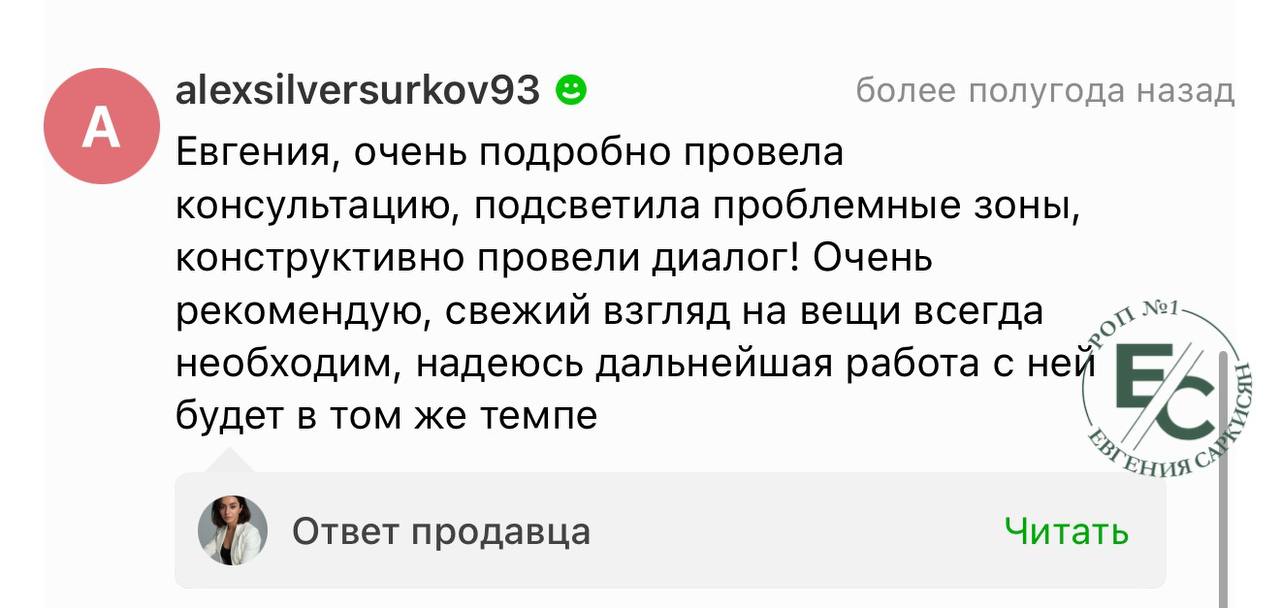 A
alexsilversurkov93
более полугода назад
Евгения, очень подробно провела
консультацию, подсветила проблемные зоны,
конструктивно провели диалог! Очень
рекомендую, свежий взгляд на вещи всегда
необходим, надеюсь дальнейшая работа с ней
будет в том же темпе
РОП №1
ЕС
ЕВГЕНИЯ САРКИСЯН
Ответ продавца
Читать